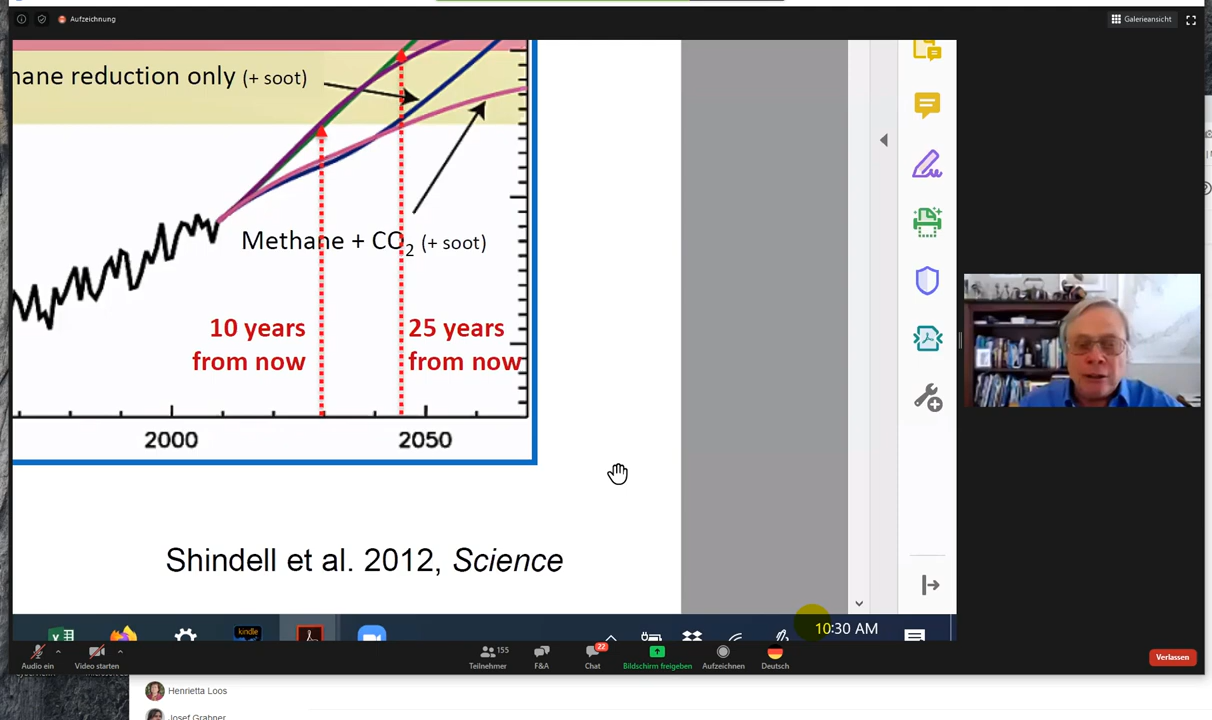 Aufzeichnung
Galerieansicht
hane reduction only (+ soot)
Methane + CO2 (+ soot)
10 years
from now
25 years
from now
2000
2050
Shindell et al. 2012, Science
kindle
10:30 AM
Audio ein
Video starten
155
Teilnehmer
F&A
22
Chat
Bildschirm freigeben
Aufzeichnen
Deutsch
Verlassen
Henrietta Loos
Josef Grabner